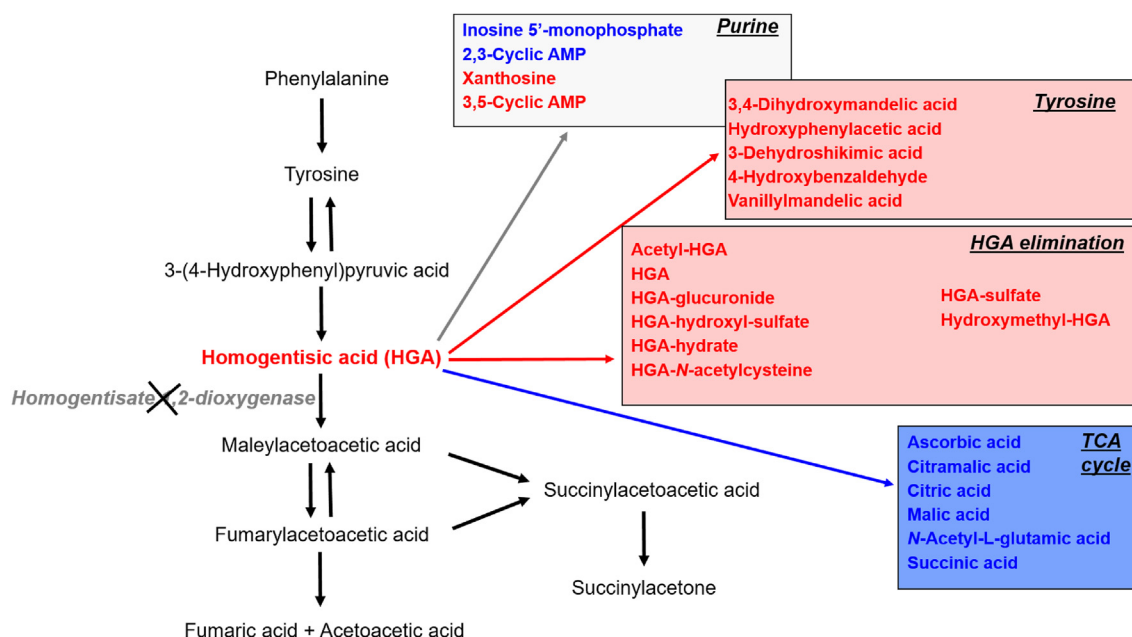 Phenylalanine
Tyrosine
3-(4-Hydroxyphenyl)pyruvic acid
Homogentisic acid (HGA)
Homogentisate 1,2-dioxygenase
Maleylacetoacetic acid
Fumarylacetoacetic acid
Fumaric acid + Acetoacetic acid
Succinylacetoacetic acid
Succinylacetone
Purine
Inosine 5’-monophosphate
2,3-Cyclic AMP
Xanthosine
3,5-Cyclic AMP
Tyrosine
3,4-Dihydroxymandelic acid
Hydroxyphenylacetic acid
3-Dehydroshikimic acid
4-Hydroxybenzaldehyde
Vanillylmandelic acid
HGA elimination
Acetyl-HGA
HGA
HGA-glucuronide
HGA-hydroxyl-sulfate
HGA-hydrate
HGA-N-acetylcysteine
HGA-sulfate
Hydroxymethyl-HGA
TCA
cycle
Ascorbic acid
Citramalic acid
Citric acid
Malic acid
N-Acetyl-L-glutamic acid
Succinic acid